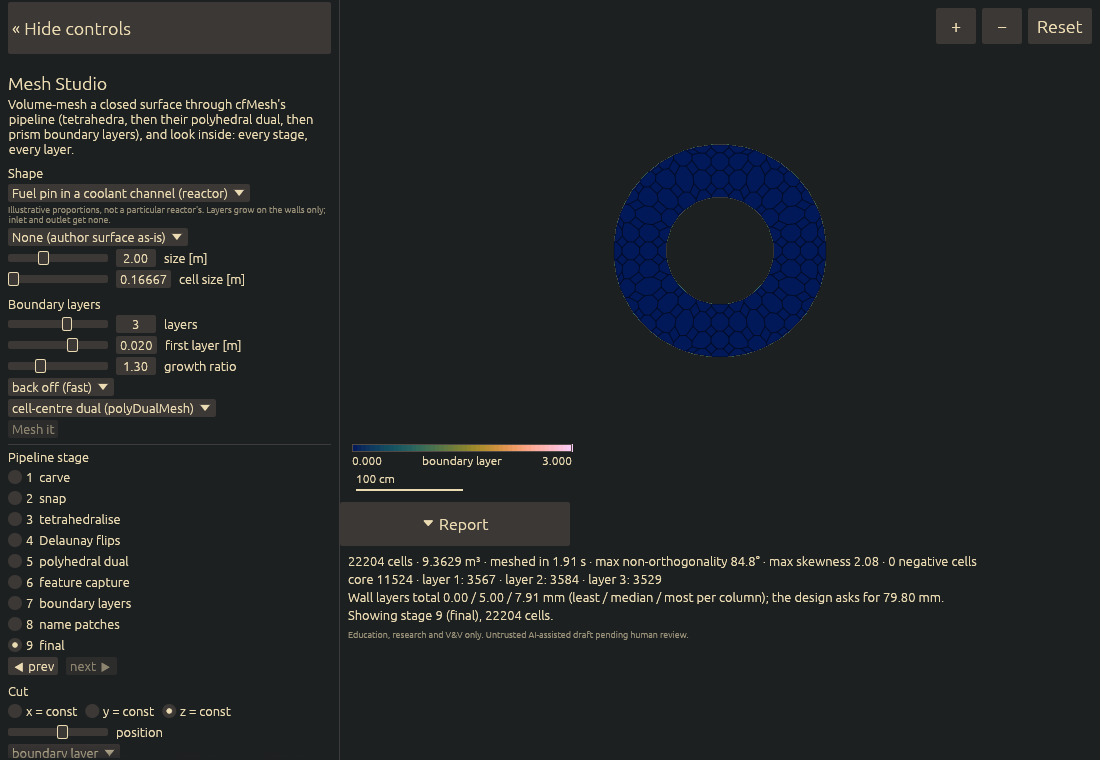 « Hide controls
+
−
Reset
Mesh Studio
Volume-mesh a closed surface through cfMesh's
pipeline (tetrahedra, then their polyhedral dual, then
prism boundary layers), and look inside: every stage,
every layer.
Shape
Fuel pin in a coolant channel (reactor)
Illustrative proportions, not a particular reactor's. Layers grow on the walls only;
inlet and outlet get none.
None (author surface as-is)
2.00 size [m]
0.16667 cell size [m]
Boundary layers
3 layers
0.020 first layer [m]
1.30 growth ratio
back off (fast)
cell-centre dual (polyDualMesh)
Mesh it
Pipeline stage
1 carve
2 snap
3 tetrahedralise
4 Delaunay flips
5 polyhedral dual
6 feature capture
7 boundary layers
8 name patches
9 final
◀ prev next ▶
Cut
x = const y = const z = const
position
boundary layer
0.000 boundary layer 3.000
100 cm
Report
22204 cells · 9.3629 m³ · meshed in 1.91 s · max non-orthogonality 84.8° · max skewness 2.08 · 0 negative cells
core 11524 · layer 1: 3567 · layer 2: 3584 · layer 3: 3529
Wall layers total 0.00 / 5.00 / 7.91 mm (least / median / most per column); the design asks for 79.80 mm.
Showing stage 9 (final), 22204 cells.
Education, research and V&V only. Untrusted AI-assisted draft pending human review.